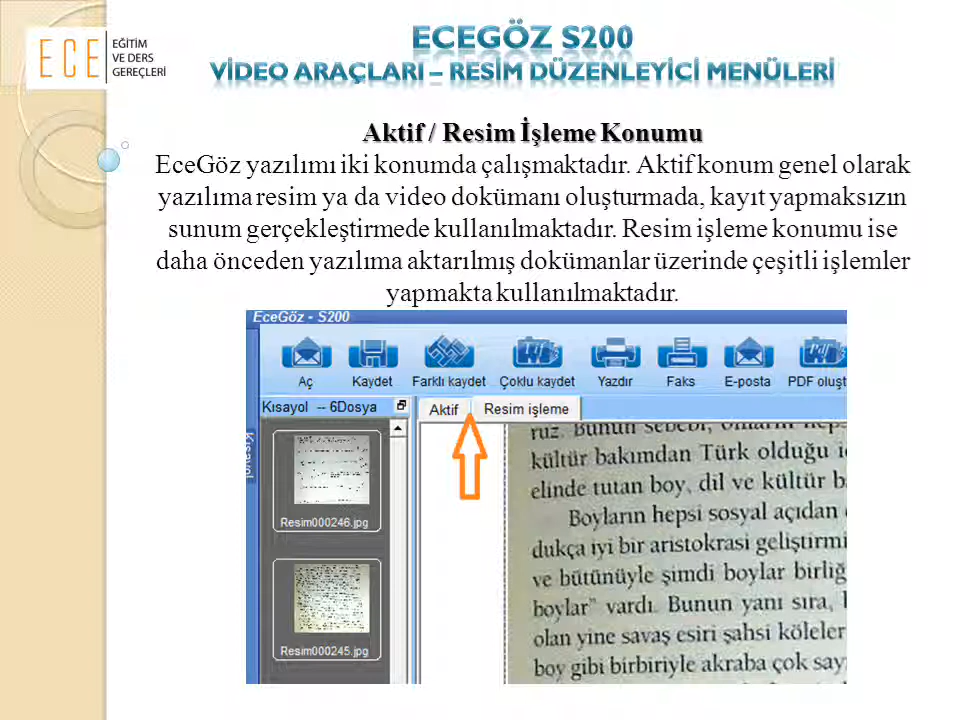 ECE EĞİTİM
VE DERS
GEREÇLERİ
ECEGÖZ S200
VİDEO ARAÇLARI – RESİM DÜZENLEYİCİ MENÜLERİ
Aktif / Resim İşleme Konumu
EceGöz yazılımı iki konumda çalışmaktadır. Aktif konum genel olarak
yazılıma resim ya da video dokümanı oluşturmada, kayıt yapmaksızın
sunum gerçekleştirmede kullanılmaktadır. Resim işleme konumu ise
daha önceden yazılıma aktarılmış dokümanlar üzerinde çeşitli işlemler
yapmakta kullanılmaktadır.
EceGöz - S200
Aç Kaydet Farklı kaydet Çoklu kaydet Yazdır Faks E-posta PDF oluşt
Kısayol -- 6Dosya
Aktif Resim işleme
Kısayol
Resim000246.jpg
Resim000245.jpg
ruz. Bunun sebebi, onların hep
kültür bakımdan Türk olduğu i
elinde tutan boy, dil ve kültür b
Boyların hepsi sosyal açıdan
dukça iyi bir aristokrasi geliştirmi
ve bütünüyle şimdi boylar birliğ
boylar" vardı. Bunun yanı sıra,
olan yine savaş esiri şahsi köleler
boy gibi birbiriyle akraba çok say